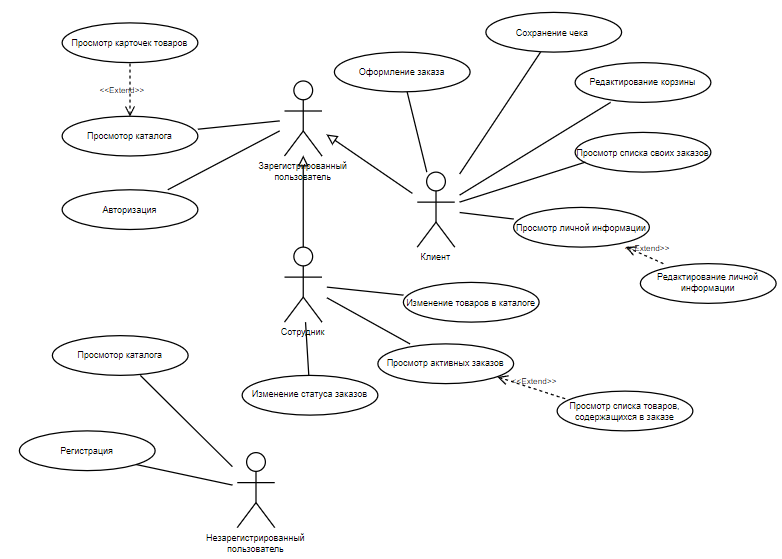 Сохранение чека
Просмотр карточек товаров
Оформление заказа
Редактирование корзины
<<Extend>>
Просмотор каталога
Просмотр списка своих заказов
Зарегистрированный
пользователь
Авторизация
Просмотр личной информации
<<Extend>>
Клиент
Редактирование личной
информации
Изменение товаров в каталоге
Сотрудник
Просмотор каталога
Просмотр активных заказов
<<Extend>>
Изменение статуса заказов
Просмотр списка товаров,
содержащихся в заказе
Регистрация
Незарегистрированный
пользователь